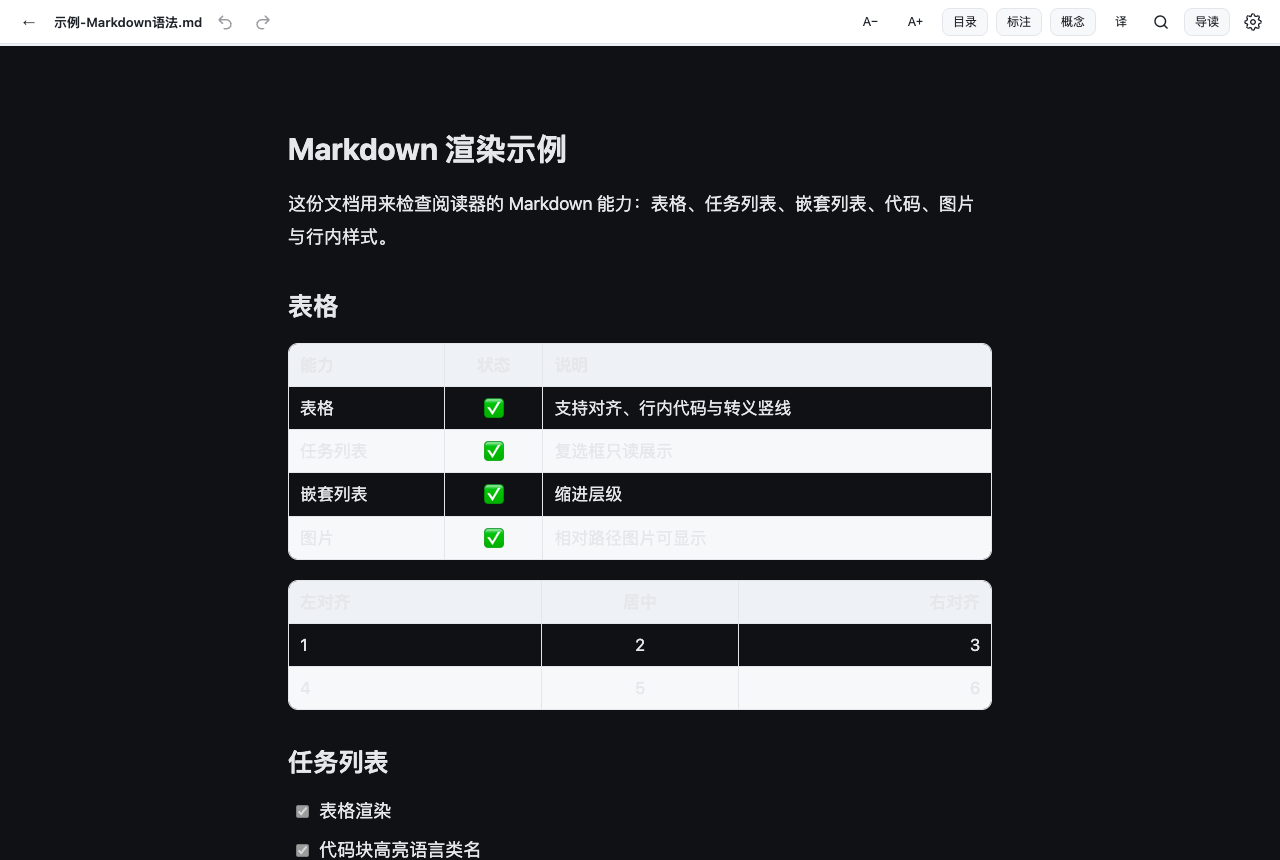 ← 示例-Markdown语法.md A− A+ 目录 标注 概念 译 导读
Markdown 渲染示例
这份文档用来检查阅读器的 Markdown 能力：表格、任务列表、嵌套列表、代码、图片
与行内样式。
表格
能力 状态 说明
表格 ✅ 支持对齐、行内代码与转义竖线
任务列表 ✅ 复选框只读展示
嵌套列表 ✅ 缩进层级
图片 ✅ 相对路径图片可显示
左对齐 居中 右对齐
1 2 3
4 5 6
任务列表
表格渲染
代码块高亮语言类名